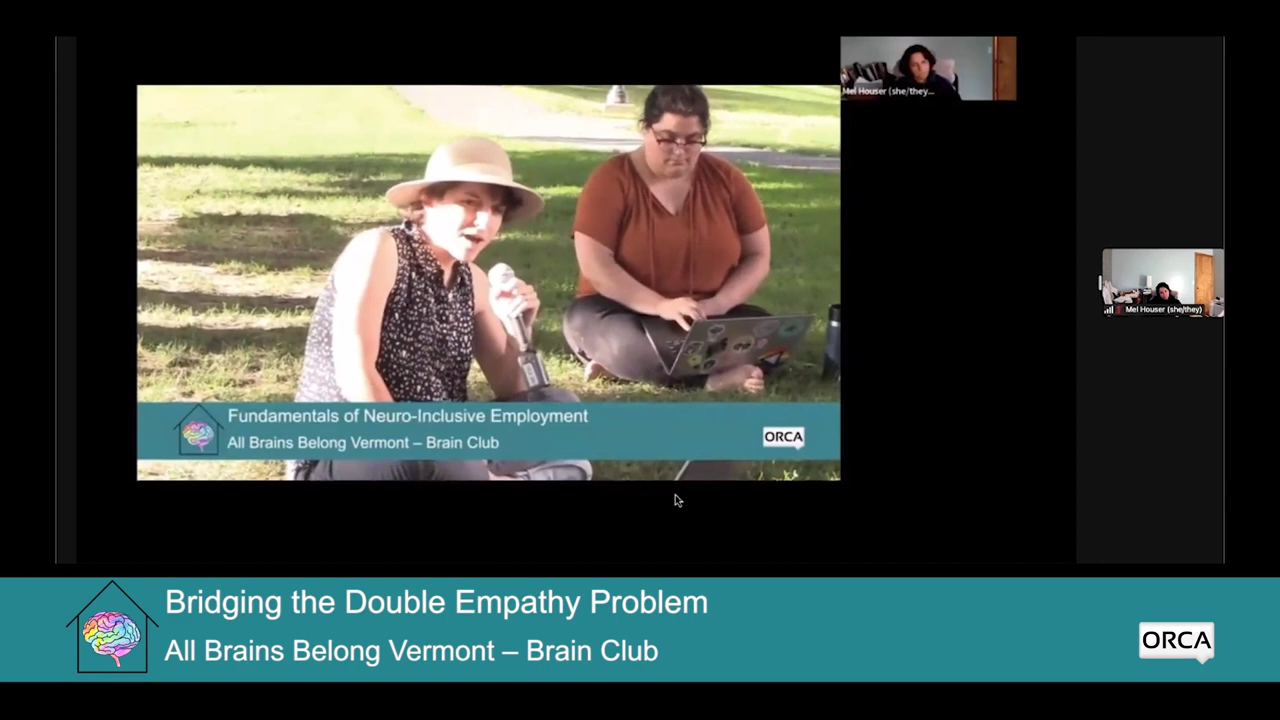 Mel Houser (she/they...
Fundamentals of Neuro-Inclusive Employment
All Brains Belong Vermont – Brain Club
ORCA
Mel Houser (she/they)
Bridging the Double Empathy Problem
All Brains Belong Vermont – Brain Club
ORCA